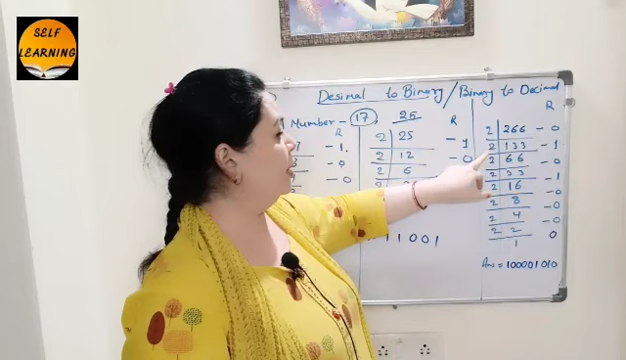 SELF
LEARNING
Desimal to Binary / Binary to Decimal
Number - 17
R
7 - 1
- 0
- 0
25
R
2 25 - 1
2 12 - 0
2 6
11001
R
2 266 - 0
2 133 - 1
2 66 - 0
2 33 - 1
2 16 - 0
2 8 - 0
2 4 - 0
2 2 0
1
Ans = 100001010